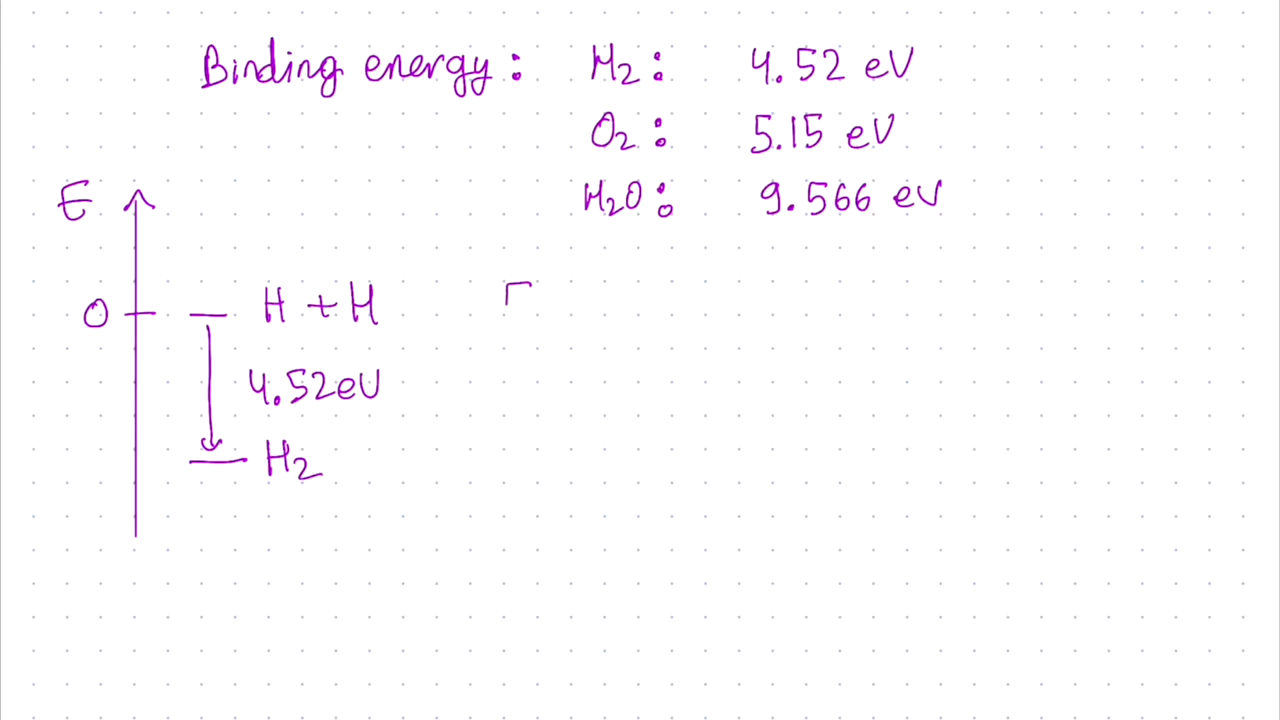 Binding energy: H₂: 4.52 eV
O₂: 5.15 eV
H₂O: 9.566 eV
E
0 H + H
4.52eV
H₂